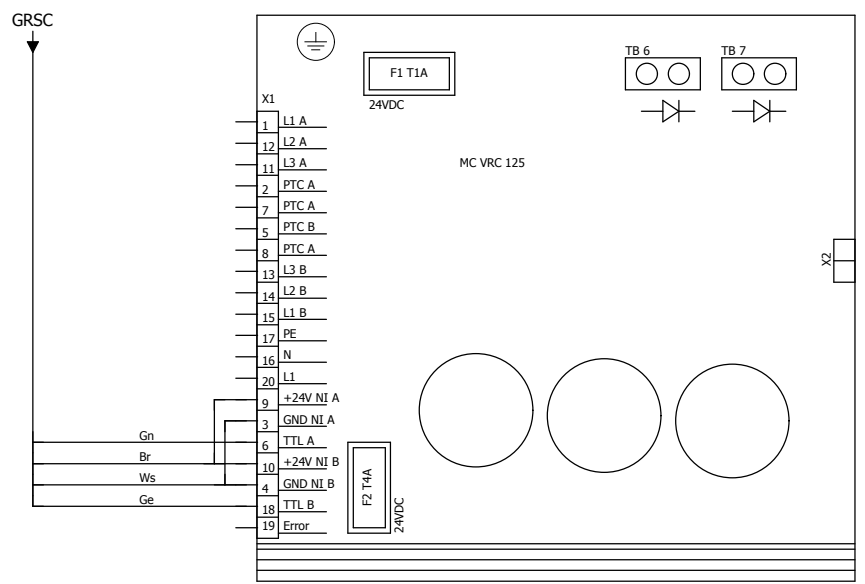 GRSC
F1 T1A
24VDC
TB 6
TB 7
MC VRC 125
X2
X1
1 L1 A
12 L2 A
11 L3 A
2 PTC A
7 PTC A
5 PTC B
8 PTC A
13 L3 B
14 L2 B
15 L1 B
17 PE
16 N
20 L1
9 +24V NI A
3 GND NI A
Gn 6 TTL A
Br 10 +24V NI B
Ws 4 GND NI B
Ge 18 TTL B
19 Error
F2 T4A
24VDC